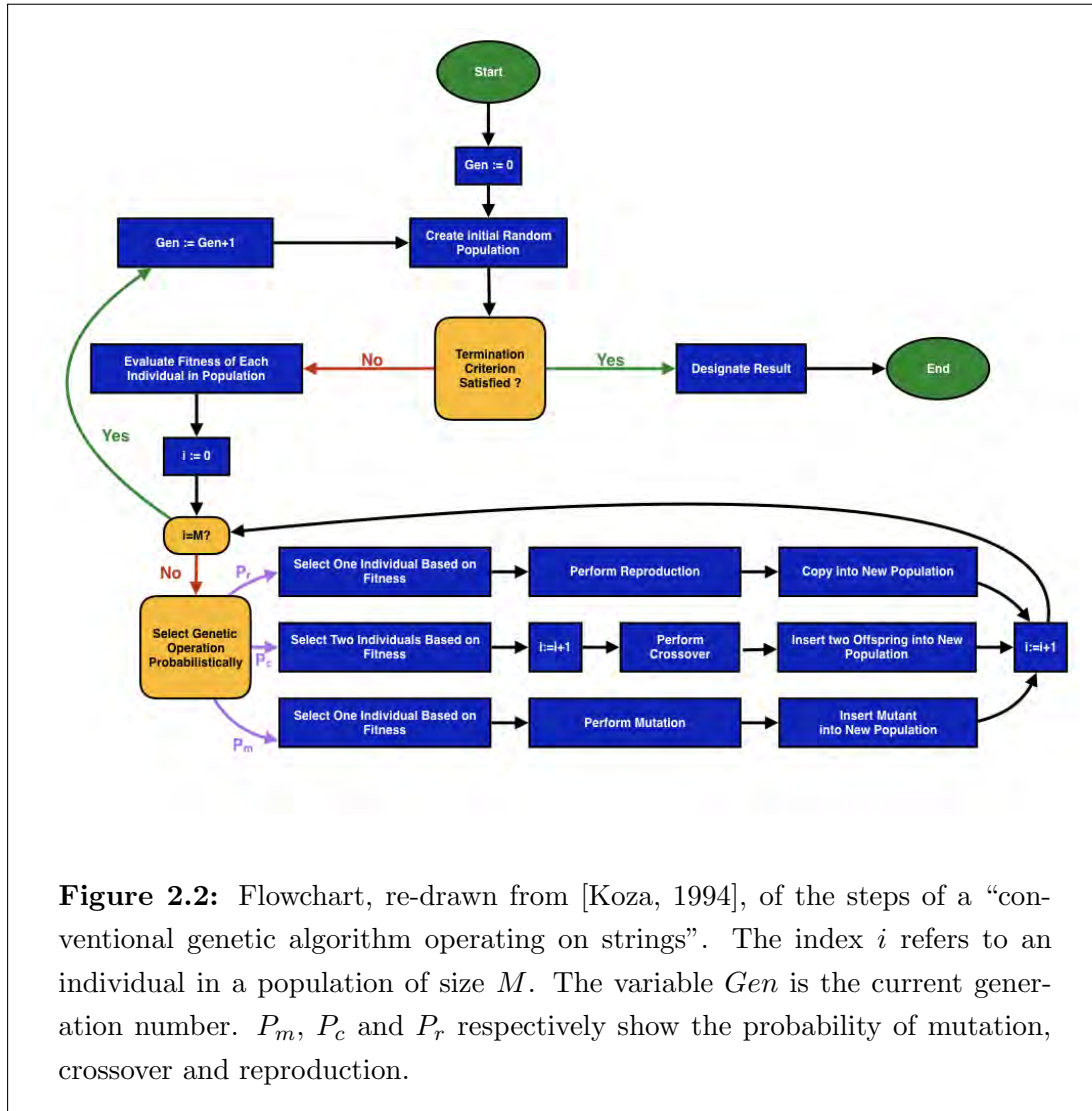 Start
Gen := 0
Gen := Gen+1
Create initial Random
Population
Evaluate Fitness of Each
Individual in Population
No
Termination
Criterion
Satisfied ?
Yes
Designate Result
End
Yes
i := 0
i=M?
No
Select Genetic
Operation
Probabilistically
Pr
Select One Individual Based on
Fitness
Perform Reproduction
Copy into New Population
Pc
Select Two Individuals Based on
Fitness
i:=i+1
Perform
Crossover
Insert two Offspring into New
Population
i:=i+1
Pm
Select One Individual Based on
Fitness
Perform Mutation
Insert Mutant
into New Population
Figure 2.2: Flowchart, re-drawn from [Koza, 1994], of the steps of a “con-
ventional genetic algorithm operating on strings”. The index i refers to an
individual in a population of size M. The variable Gen is the current gener-
ation number. Pm, Pc and Pr respectively show the probability of mutation,
crossover and reproduction.